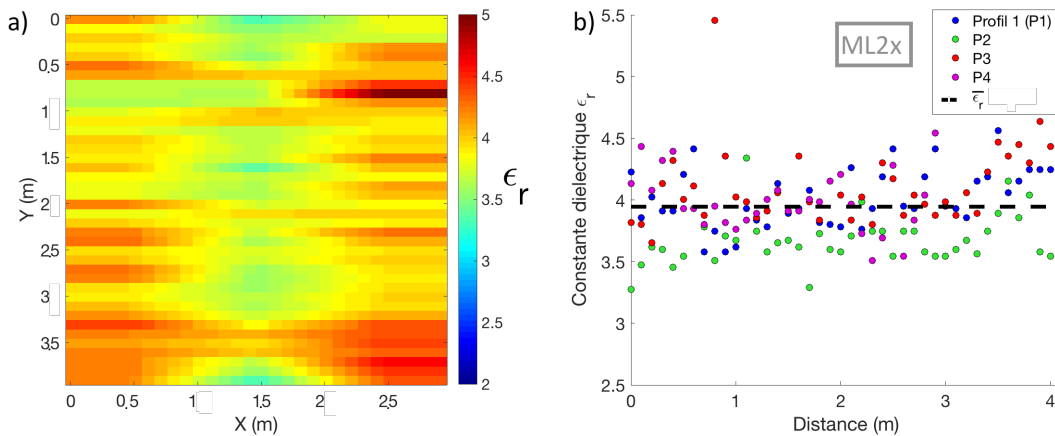 a)
0
0,5
1
1,5
2
2,5
3
3,5
Y (m)
0
0,5
1
1,5
2
2,5
X (m)
5
4.5
4
3.5
3
2.5
2
ϵr
b)
5.5
5
4.5
4
3.5
3
2.5
Constante dielectrique ϵr
0
1
2
3
4
Distance (m)
ML2x
Profil 1 (P1)
P2
P3
P4
ϵr